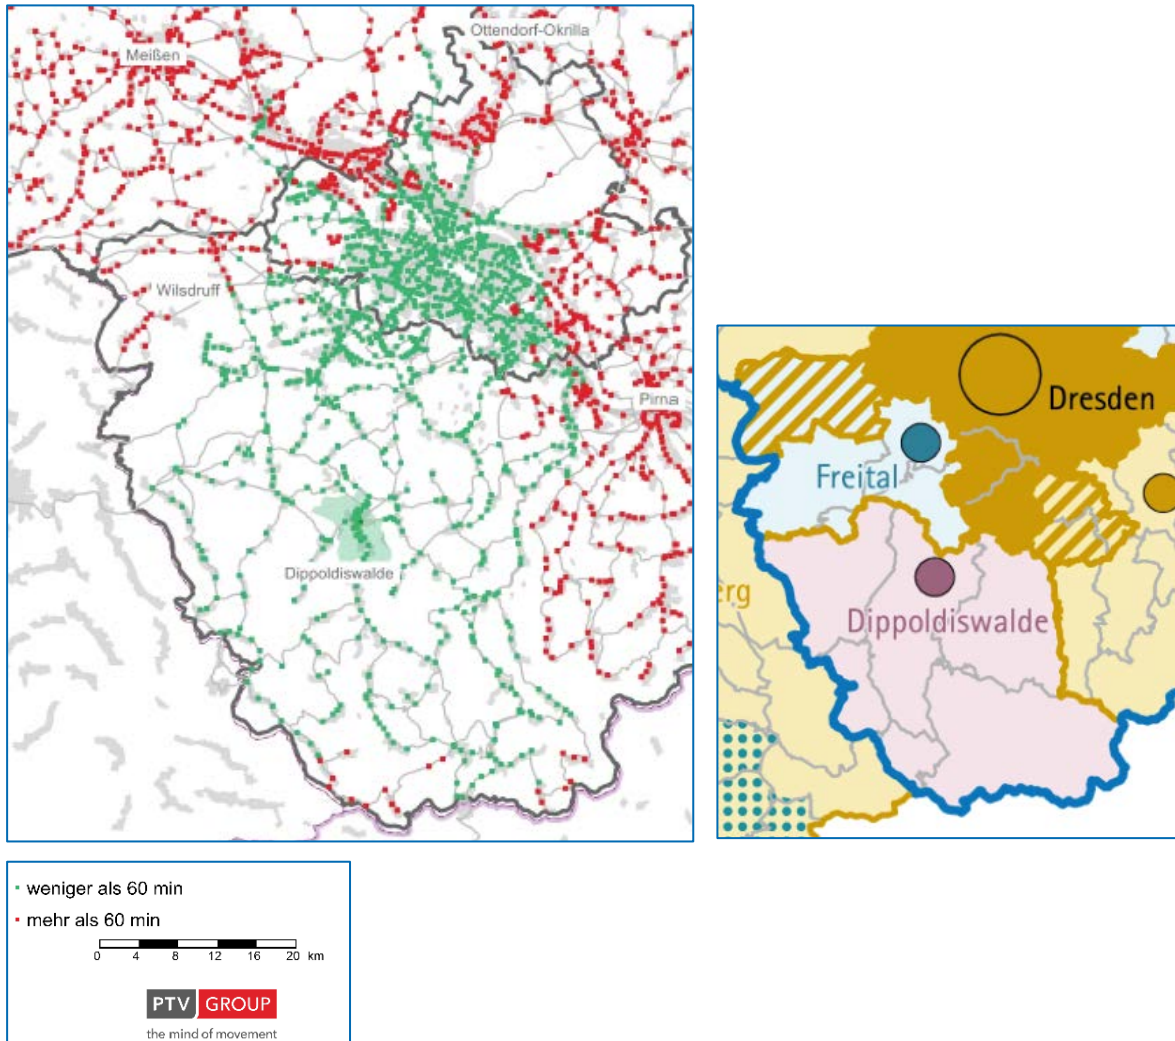 Ottendorf-Okrilla
Meißen
Wilsdruff
Pirna
Dippoldiswalde
Dresden
Freital
erg
Dippoldiswalde
weniger als 60 min
mehr als 60 min
0 4 8 12 16 20 km
PTV GROUP
the mind of movement